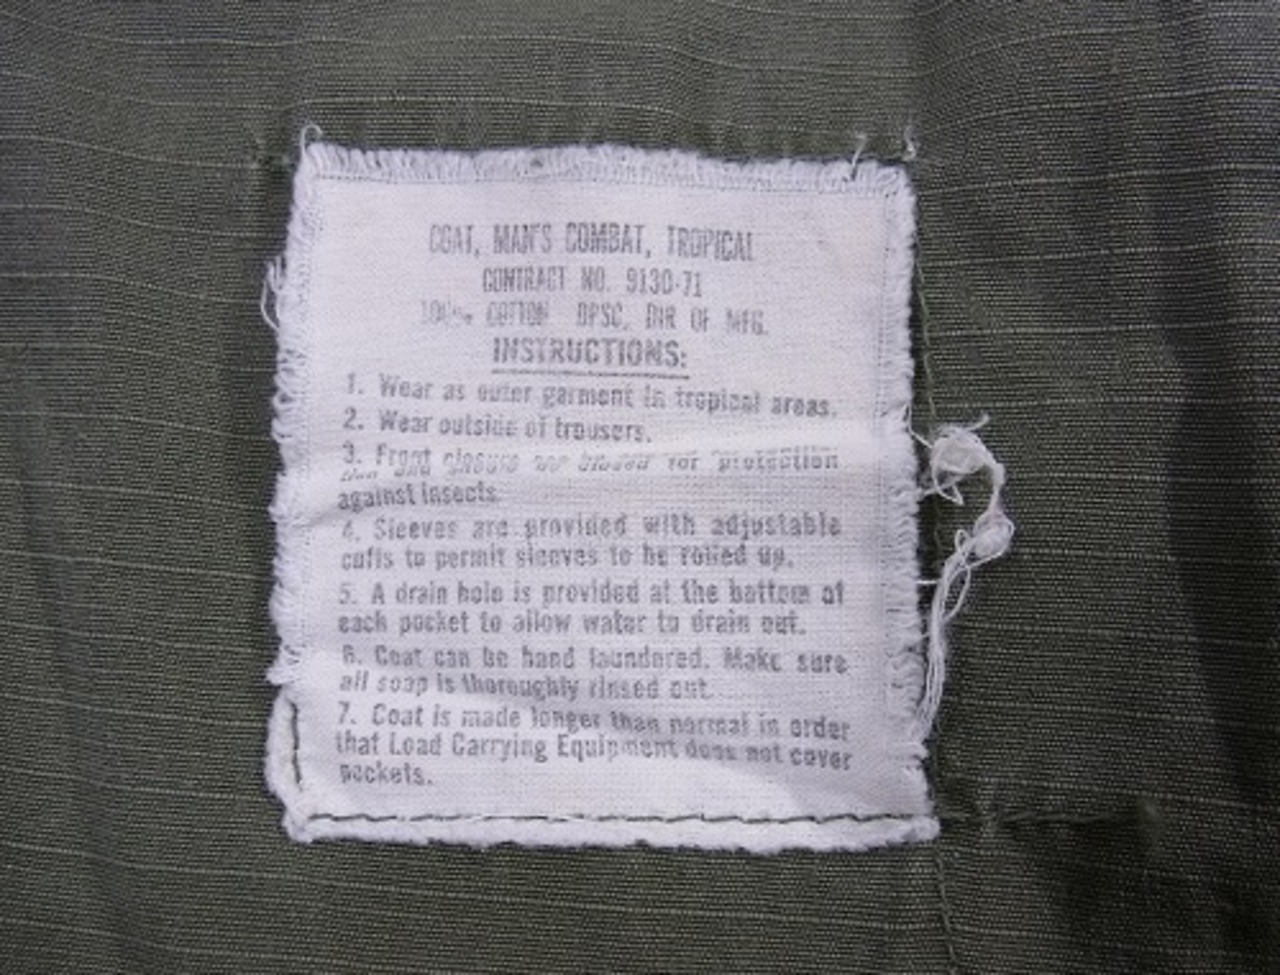 COAT, MAN'S COMBAT, TROPICAL
CONTRACT NO. 9130-71
100% COTTON DPSC, DIR OF MFG.
INSTRUCTIONS:
1. Wear as outer garment in tropical areas.
2. Wear outside of trousers.
3. Front closure for protection
against insects.
4. Sleeves are provided with adjustable
cuffs to permit sleeves to be rolled up.
5. A drain hole is provided at the bottom of
each pocket to allow water to drain out.
6. Coat can be hand laundered. Make sure
all soap is thoroughly rinsed out.
7. Coat is made longer than normal in order
that Load Carrying Equipment does not cover
pockets.